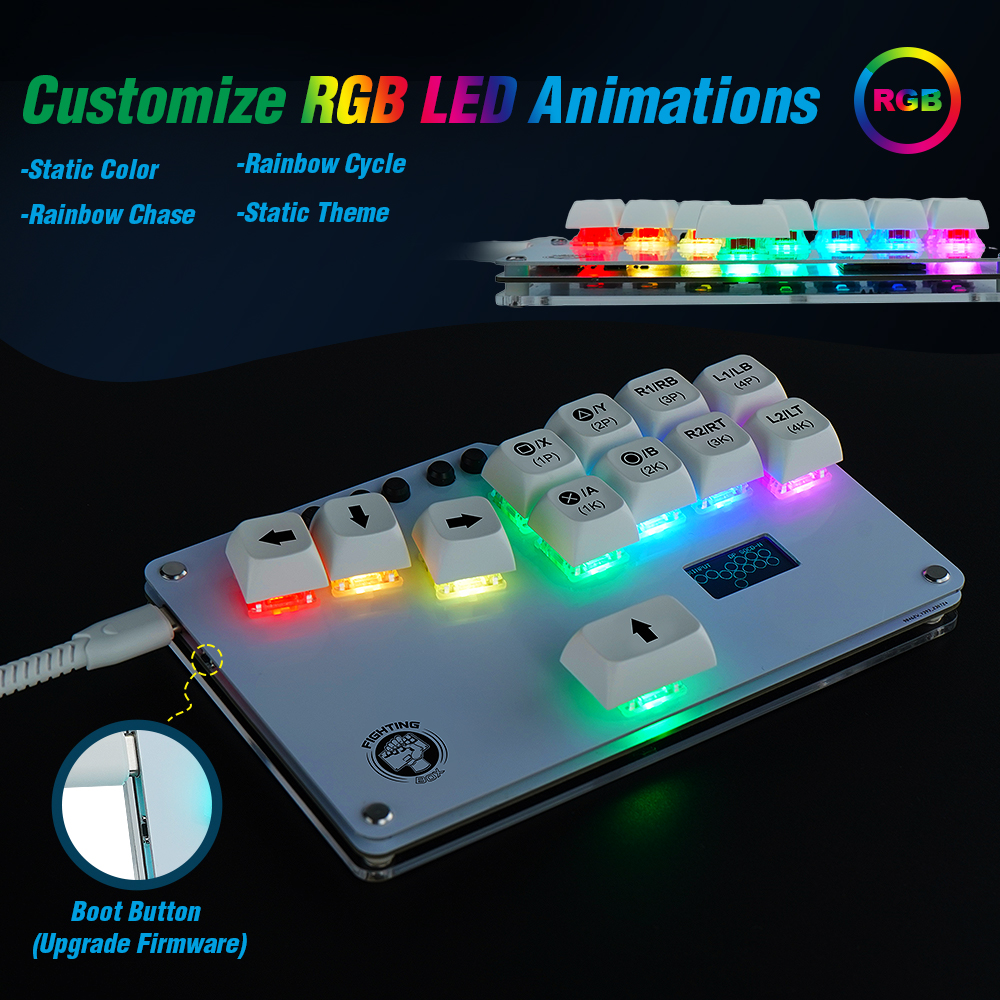 Customize RGB LED Animations
RGB
-Static Color
-Rainbow Cycle
-Rainbow Chase
-Static Theme
L1/LB
(4P)
R1/RB
(3P)
/Y
(2P)
/X
(1P)
L2/LT
(4K)
R2/RT
(3K)
/B
(2K)
/A
(1K)
INPUT
FIGHTING
BOX
Boot Button
(Upgrade Firmware)